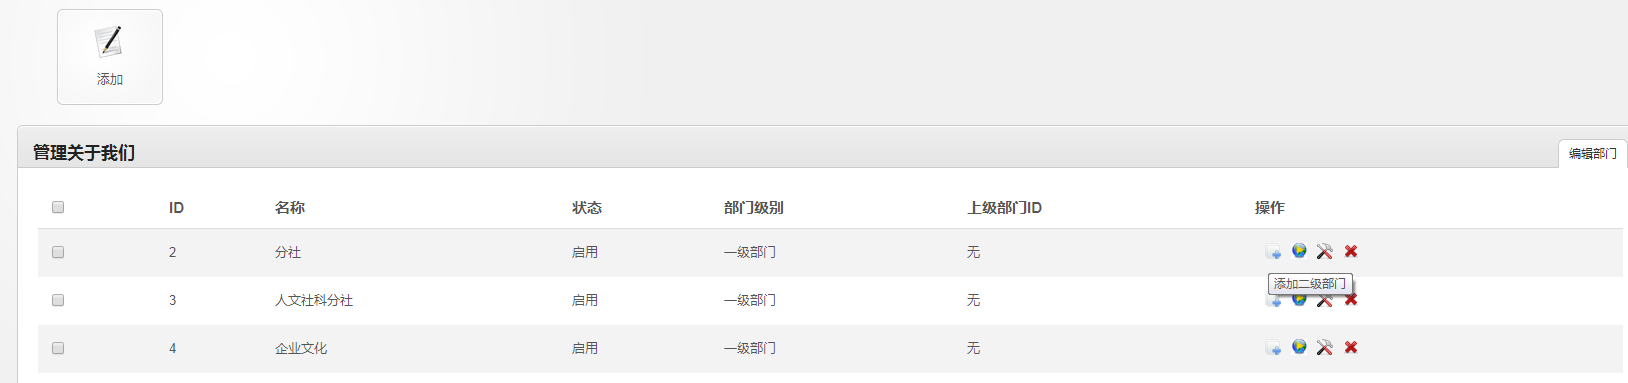 添加
管理关于我们 编辑部门
ID 名称 状态 部门级别 上级部门ID 操作
2 分社 启用 一级部门 无
添加二级部门
3 人文社科分社 启用 一级部门 无
4 企业文化 启用 一级部门 无